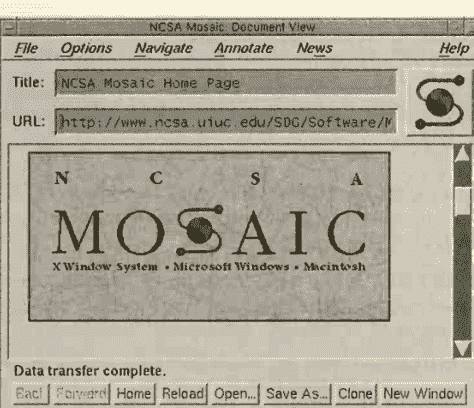 NCSA Mosaic: Document View
File Options Navigate Annotate News Help
Title: NCSA Mosaic Home Page
URL: http://www.ncsa.uiuc.edu/SDG/Software/M
N C S A
MOSAIC
X Window System • Microsoft Windows • Macintosh
Data transfer complete.
Back Forward Home Reload Open... Save As... Clone New Window